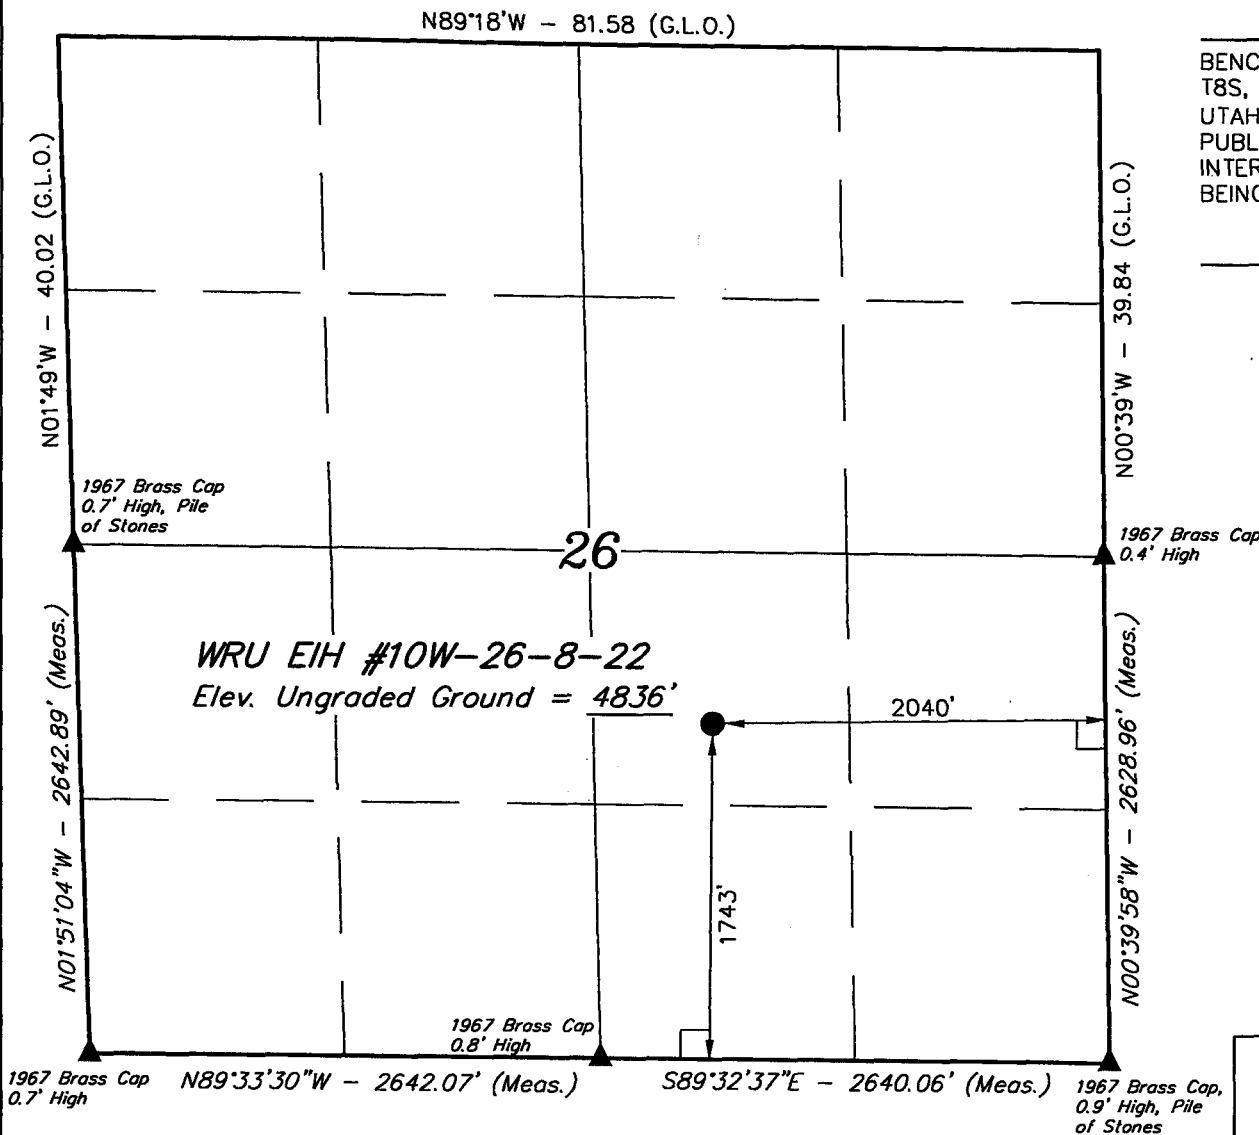 N89°18'W – 81.58 (G.L.O.)
BENC
T8S,
UTAH
PUBL
INTER
BEING
N01°49'W – 40.02 (G.L.O.)
N00°39'W – 39.84 (G.L.O.)
1967 Brass Cap
0.7' High, Pile
of Stones
26
1967 Brass Cap
0.4' High
WRU EIH #10W-26-8-22
Elev. Ungraded Ground = 4836'
2040'
1743'
N01°51'04"W – 2642.89' (Meas.)
N00°39'58"W – 2628.96' (Meas.)
1967 Brass Cap
0.8' High
1967 Brass Cap
0.7' High
N89°33'30"W – 2642.07' (Meas.)
S89°32'37"E – 2640.06' (Meas.)
1967 Brass Cap,
0.9' High, Pile
of Stones